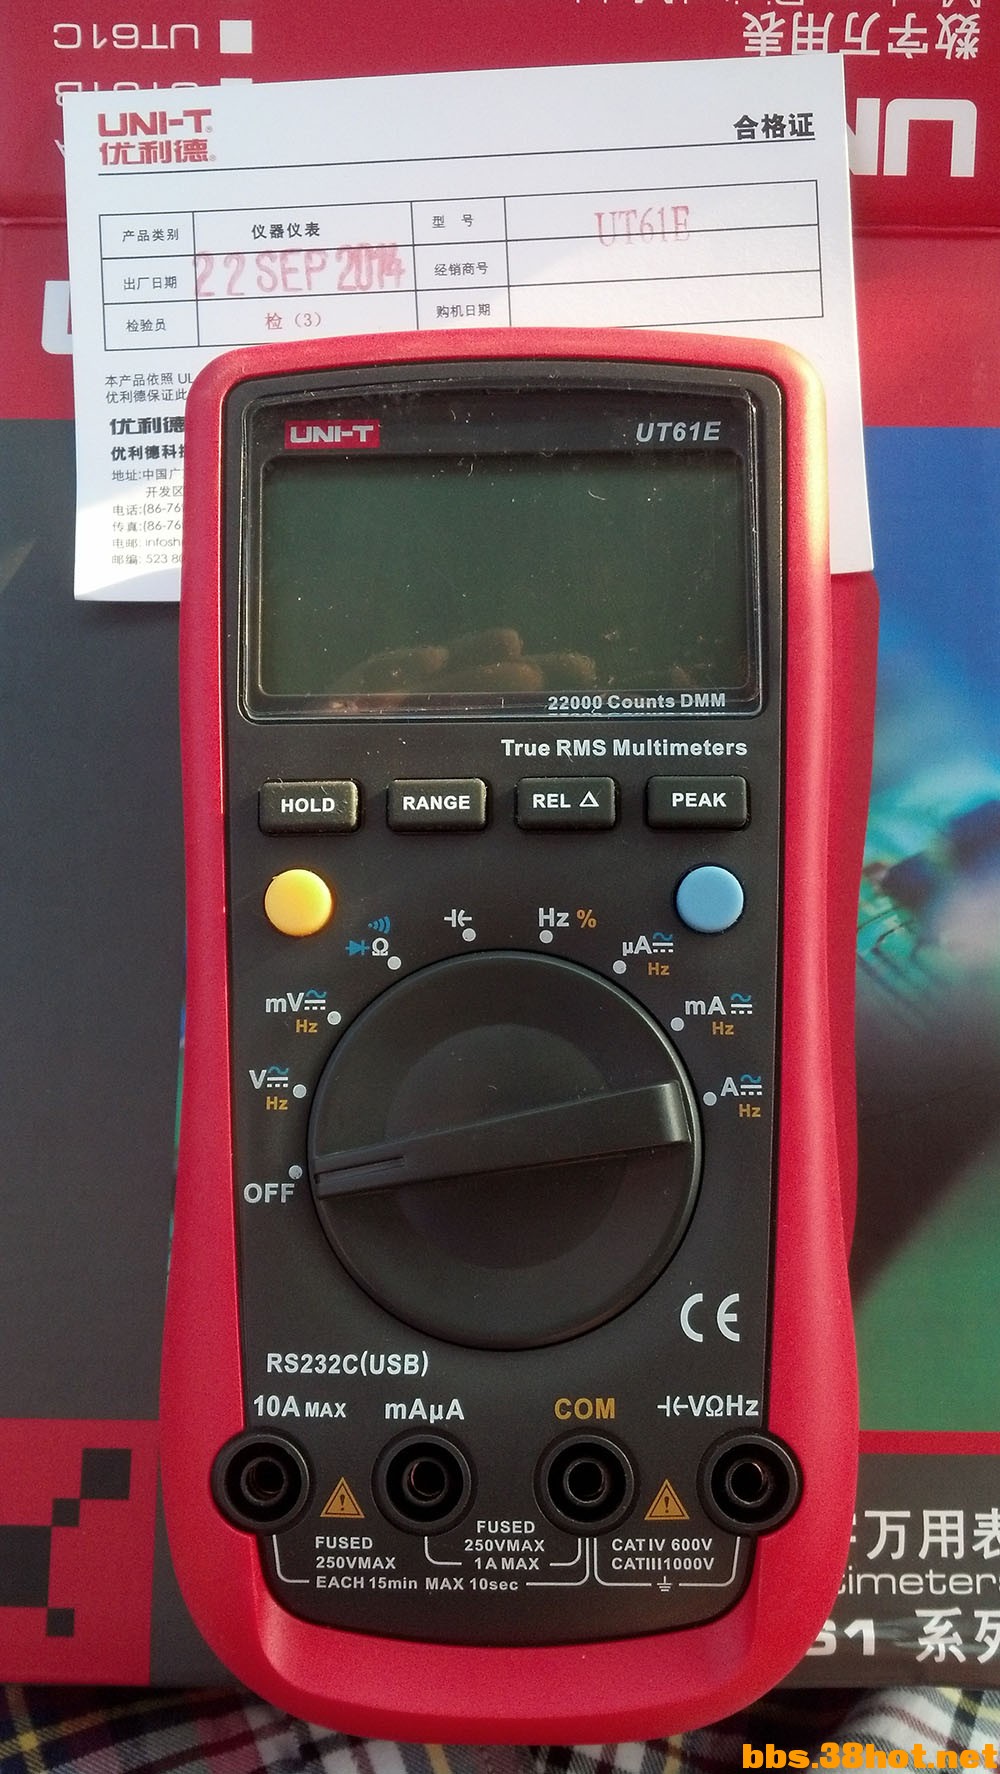 UT61C
数字万用表
UNI-T
优利德
合格证
产品类别 仪器仪表 型 号 UT61E
出厂日期 22 SEP 2014 经销商号
检验员 检（3） 购机日期
本产品依照 UL
优利德保证此
优利德
优利德科技
地址:中国广
开发区
电话:(86-76
传真:(86-76
电邮: infosh
邮编: 523 80
UNI-T UT61E
22000 Counts DMM
True RMS Multimeters
HOLD RANGE REL △ PEAK
Hz %
Ω
µA Hz
mV Hz
mA Hz
V Hz
A Hz
OFF
CE
RS232C(USB)
10A MAX mAµA COM VΩHz
FUSED
250VMAX
FUSED
250VMAX
1A MAX
CAT IV 600V
CAT III 1000V
EACH 15min MAX 10sec
万用表
timeter
61 系列
bbs.38hot.net